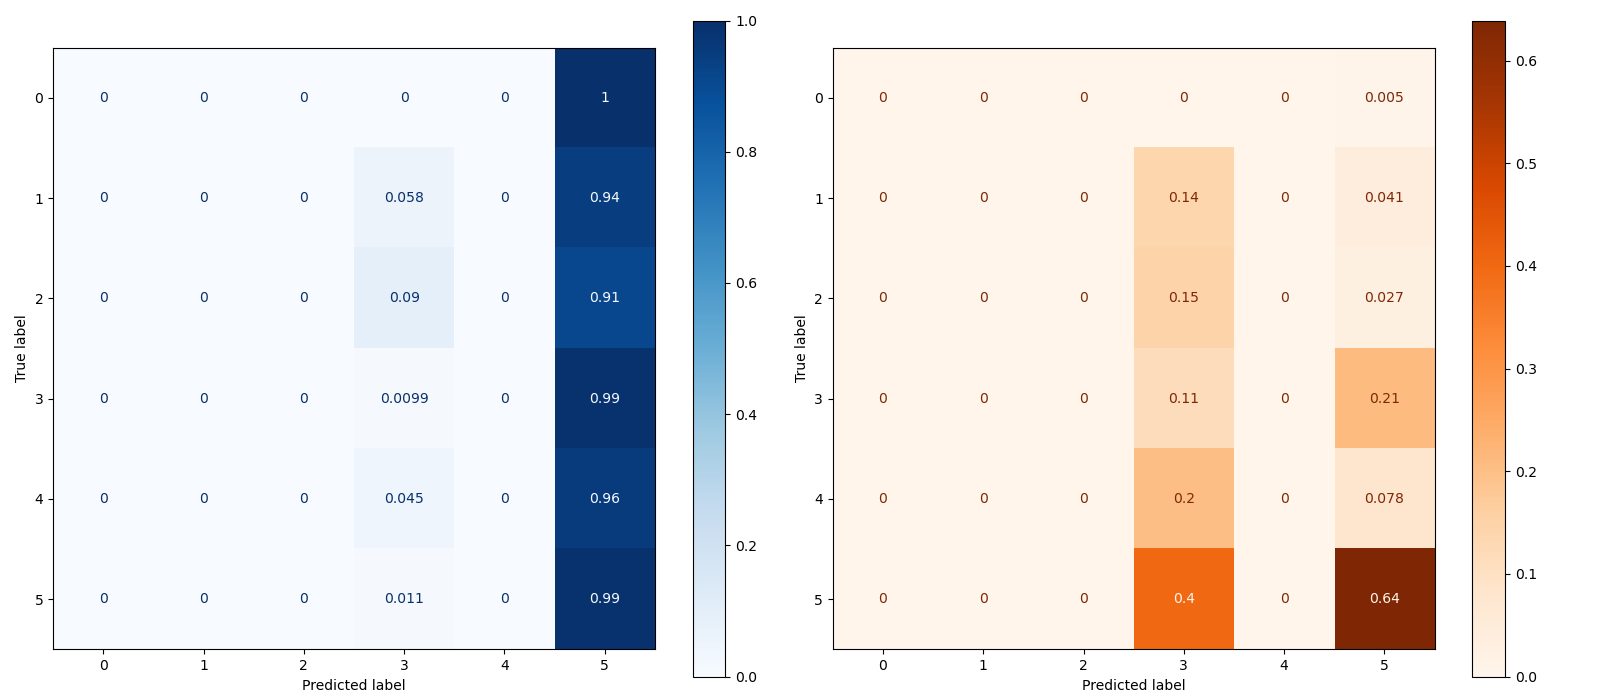 1.0
0 0 0 0 0 0 1
1 0 0 0 0.058 0 0.94
0.8
2 0 0 0 0.09 0 0.91
0.6
3 0 0 0 0.0099 0 0.99
0.4
4 0 0 0 0.045 0 0.96
0.2
5 0 0 0 0.011 0 0.99
0.0
0 1 2 3 4 5
True label
Predicted label
0.6
0 0 0 0 0 0 0.005
0.5
1 0 0 0 0.14 0 0.041
0.4
2 0 0 0 0.15 0 0.027
0.3
3 0 0 0 0.11 0 0.21
0.2
4 0 0 0 0.2 0 0.078
0.1
5 0 0 0 0.4 0 0.64
0.0
0 1 2 3 4 5
True label
Predicted label